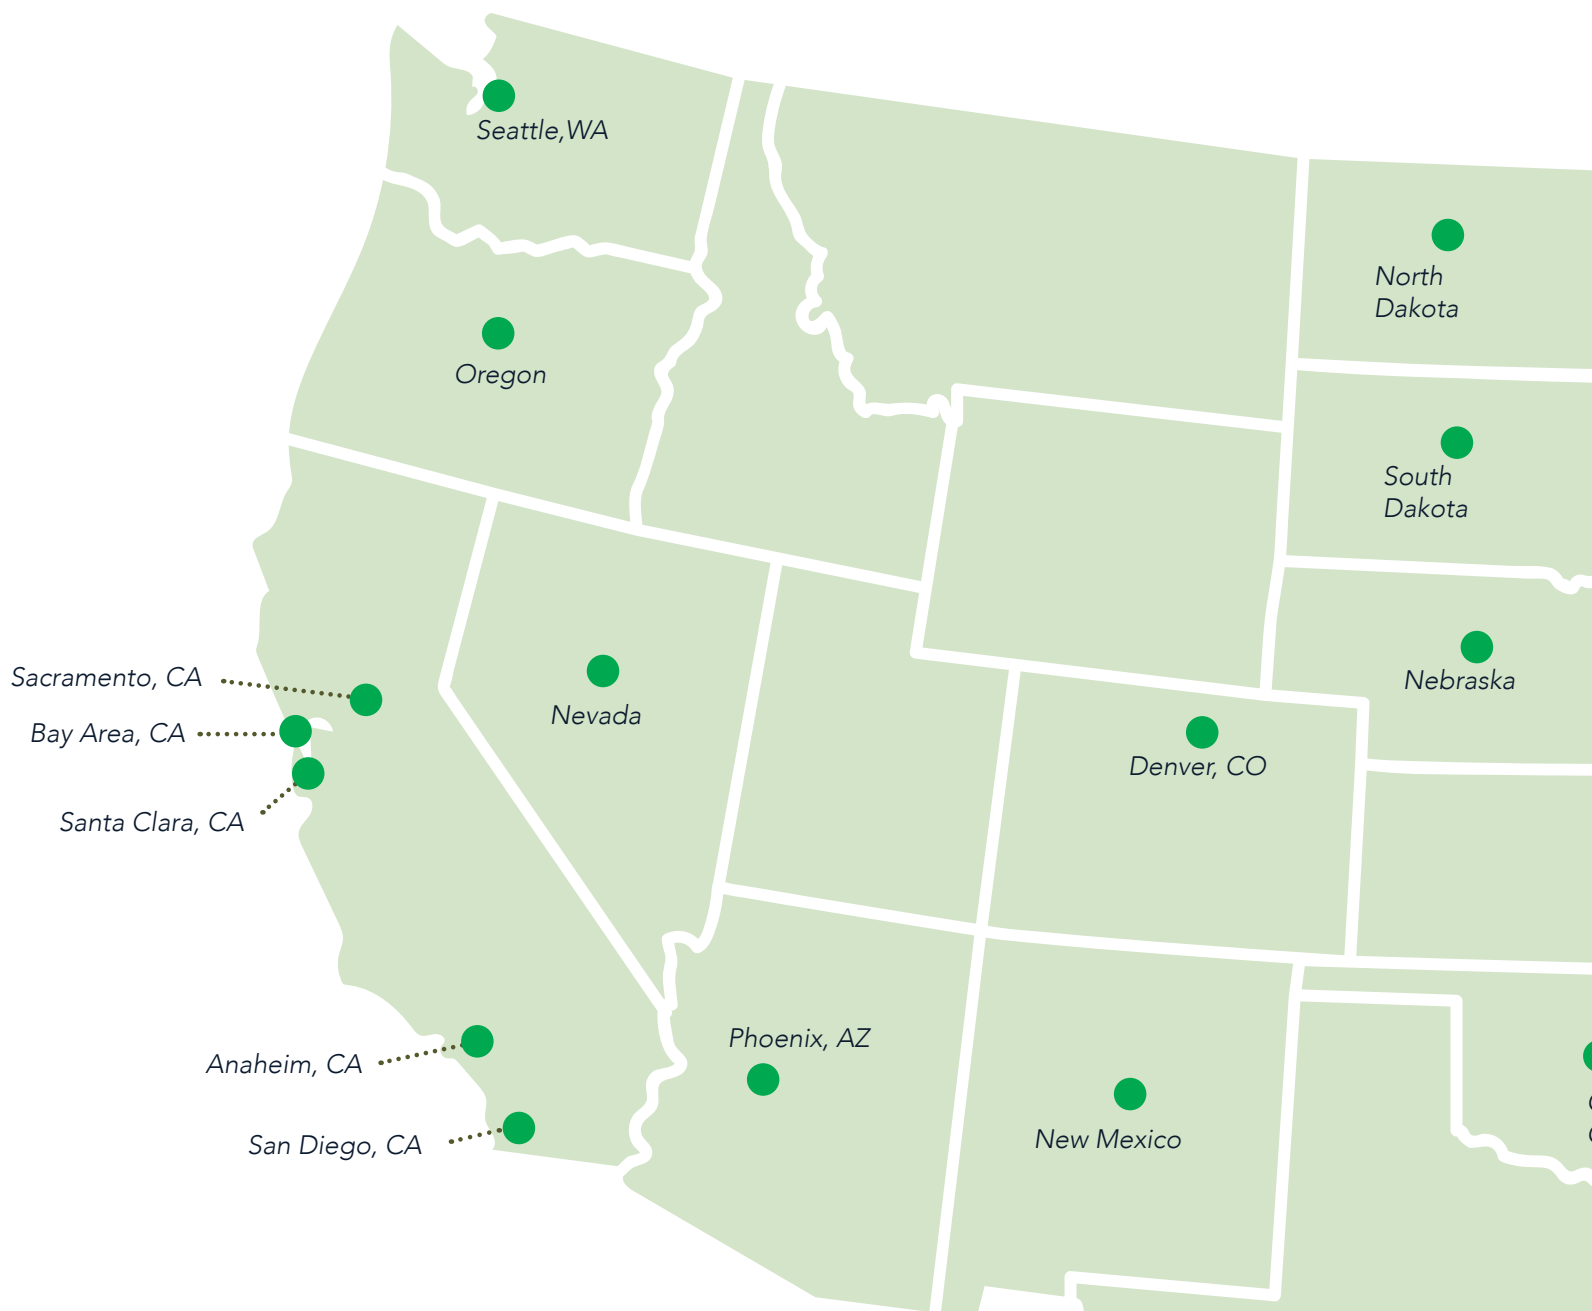 Seattle,WA
North
Dakota
Oregon
South
Dakota
Sacramento, CA
Nebraska
Nevada
Bay Area, CA
Denver, CO
Santa Clara, CA
Phoenix, AZ
Anaheim, CA
New Mexico
San Diego, CA